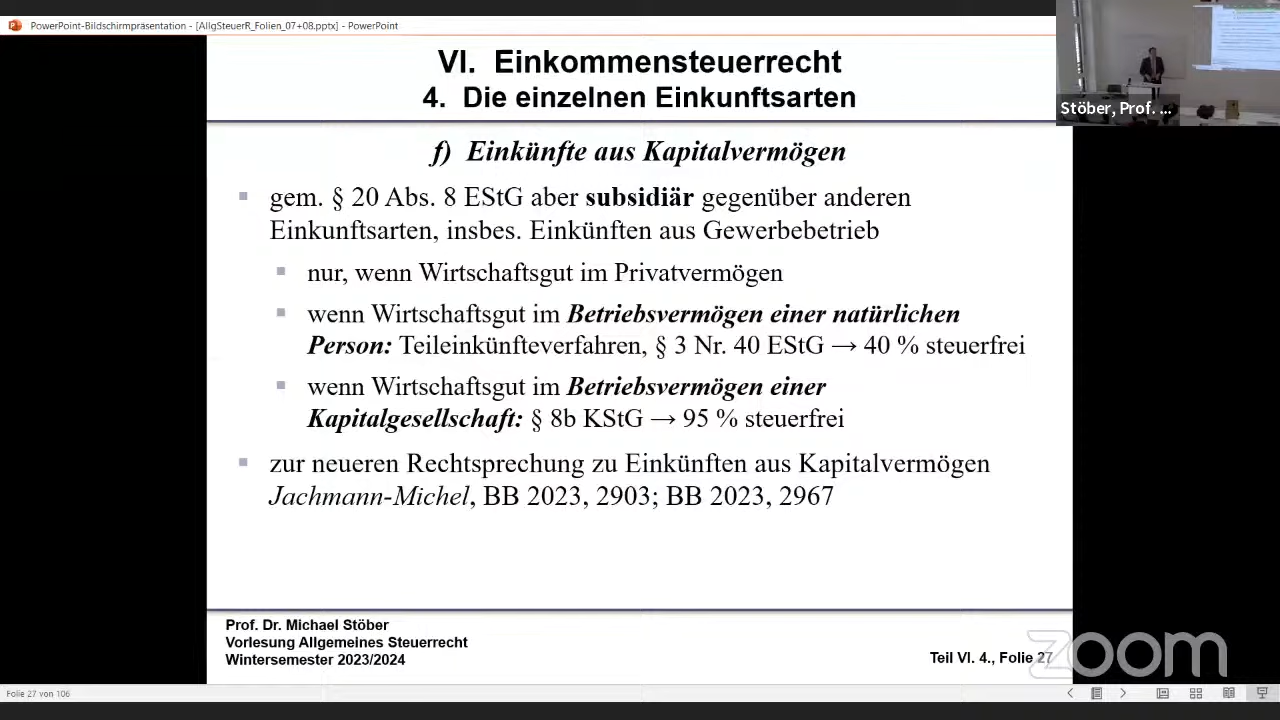 PowerPoint-Bildschirmpräsentation - [AllgSteuerR_Folien_07+08.pptx] - PowerPoint
Stöber, Prof. ...
VI. Einkommensteuerrecht
4. Die einzelnen Einkunftsarten
f) Einkünfte aus Kapitalvermögen
gem. § 20 Abs. 8 EStG aber subsidiär gegenüber anderen
Einkunftsarten, insbes. Einkünften aus Gewerbebetrieb
nur, wenn Wirtschaftsgut im Privatvermögen
wenn Wirtschaftsgut im Betriebsvermögen einer natürlichen
Person: Teileinkünfteverfahren, § 3 Nr. 40 EStG → 40 % steuerfrei
wenn Wirtschaftsgut im Betriebsvermögen einer
Kapitalgesellschaft: § 8b KStG → 95 % steuerfrei
zur neueren Rechtsprechung zu Einkünften aus Kapitalvermögen
Jachmann-Michel, BB 2023, 2903; BB 2023, 2967
Prof. Dr. Michael Stöber
Vorlesung Allgemeines Steuerrecht
Wintersemester 2023/2024
Teil VI. 4., Folie 27
zoom
Folie 27 von 106